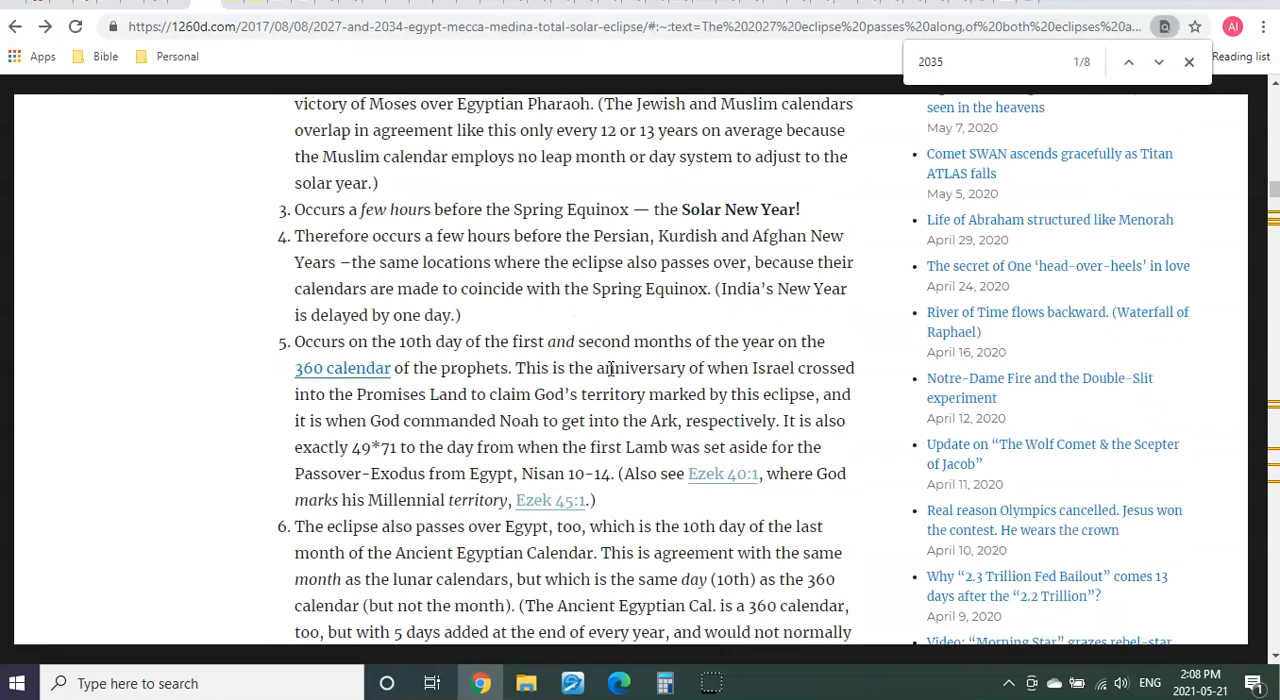 https://1260d.com/2017/08/08/2027-and-2034-egypt-mecca-medina-total-solar-eclipse/#:~:text=The%202027%20eclipse%20passes%20along,of%20both%20eclipses%20a...
AI
Apps
Bible
Personal
2035
1/8
Reading list
victory of Moses over Egyptian Pharaoh. (The Jewish and Muslim calendars
overlap in agreement like this only every 12 or 13 years on average because
the Muslim calendar employs no leap month or day system to adjust to the
solar year.)
3. Occurs a few hours before the Spring Equinox — the Solar New Year!
4. Therefore occurs a few hours before the Persian, Kurdish and Afghan New
Years –the same locations where the eclipse also passes over, because their
calendars are made to coincide with the Spring Equinox. (India's New Year
is delayed by one day.)
5. Occurs on the 10th day of the first and second months of the year on the
360 calendar of the prophets. This is the anniversary of when Israel crossed
into the Promises Land to claim God's territory marked by this eclipse, and
it is when God commanded Noah to get into the Ark, respectively. It is also
exactly 49*71 to the day from when the first Lamb was set aside for the
Passover-Exodus from Egypt, Nisan 10-14. (Also see Ezek 40:1, where God
marks his Millennial territory, Ezek 45:1.)
6. The eclipse also passes over Egypt, too, which is the 10th day of the last
month of the Ancient Egyptian Calendar. This is agreement with the same
month as the lunar calendars, but which is the same day (10th) as the 360
calendar (but not the month). (The Ancient Egyptian Cal. is a 360 calendar,
too, but with 5 days added at the end of every year, and would not normally
seen in the heavens
May 7, 2020
Comet SWAN ascends gracefully as Titan
ATLAS falls
May 5, 2020
Life of Abraham structured like Menorah
April 29, 2020
The secret of One 'head-over-heels' in love
April 24, 2020
River of Time flows backward. (Waterfall of
Raphael)
April 16, 2020
Notre-Dame Fire and the Double-Slit
experiment
April 12, 2020
Update on "The Wolf Comet & the Scepter
of Jacob"
April 11, 2020
Real reason Olympics cancelled. Jesus won
the contest. He wears the crown
April 10, 2020
Why "2.3 Trillion Fed Bailout" comes 13
days after the "2.2 Trillion"?
April 9, 2020
Video: "Morning Star" grazes rebel-star
Type here to search
ENG
2:08 PM
2021-05-21
1